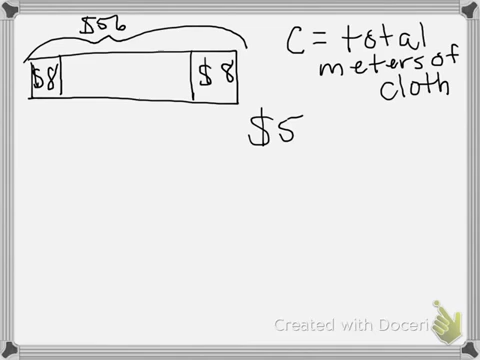 $56
$8
$8
C = total
meters of
cloth
$5
Created with Doceri